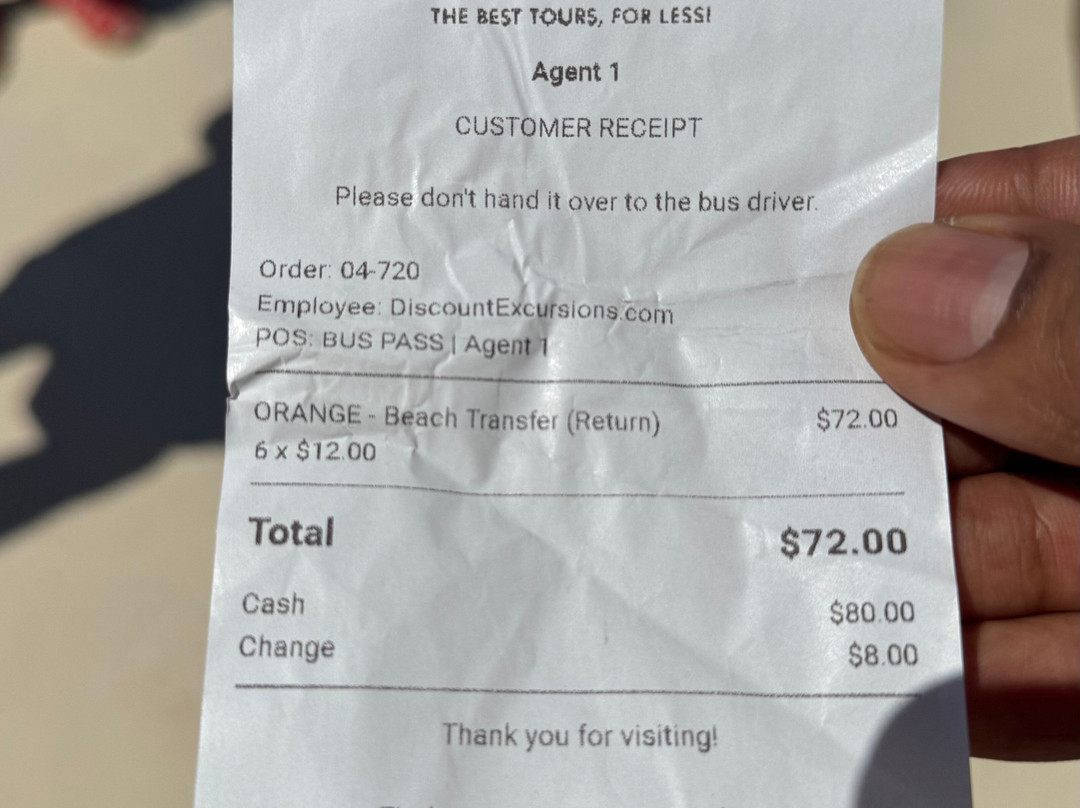 THE BEST TOURS, FOR LESS!
Agent 1
CUSTOMER RECEIPT
Please don't hand it over to the bus driver.
Order: 04-720
Employee: DiscountExcursions.com
POS: BUS PASS | Agent 1
ORANGE - Beach Transfer (Return) $72.00
6 x $12.00
Total $72.00
Cash $80.00
Change $8.00
Thank you for visiting!